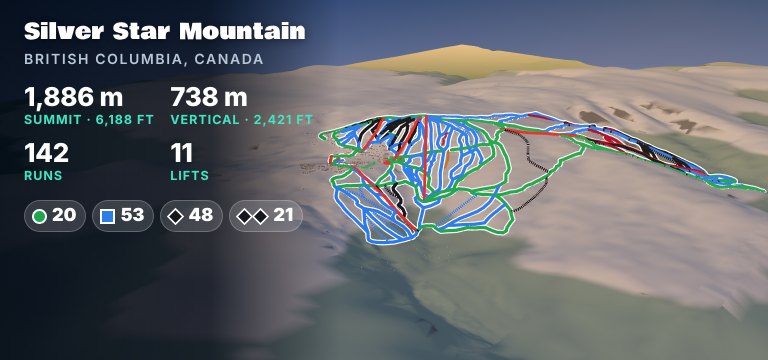 Silver Star Mountain
BRITISH COLUMBIA, CANADA
1,886 m 738 m
SUMMIT · 6,188 FT VERTICAL · 2,421 FT
142 11
RUNS LIFTS
20 53 48 21